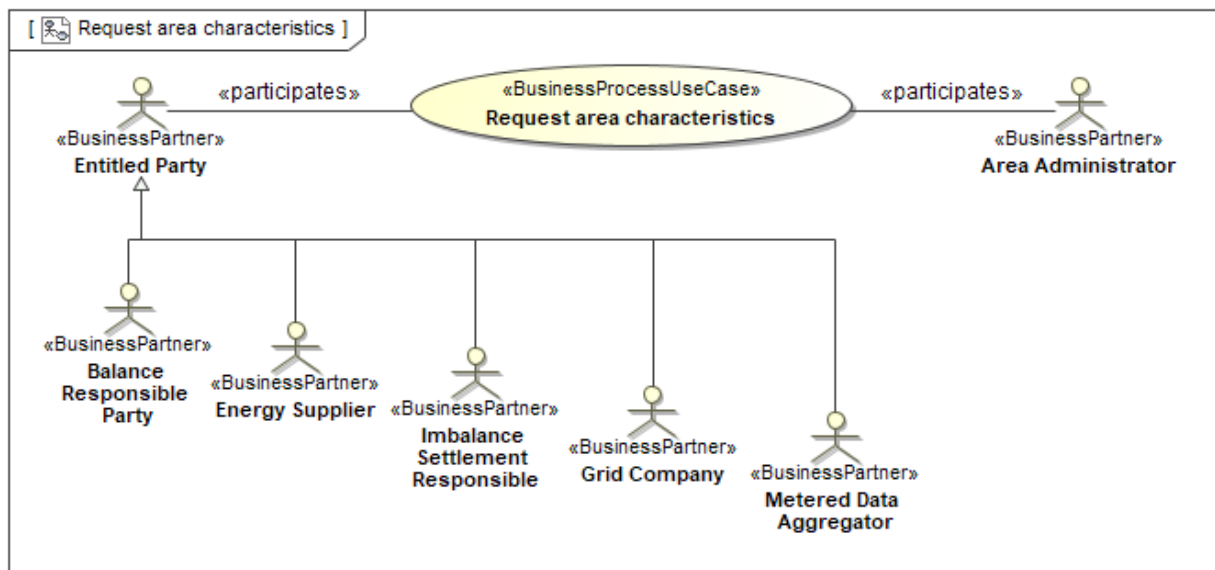 [ Request area characteristics ]
«participates»
«BusinessProcessUseCase»
Request area characteristics
«participates»
«BusinessPartner»
Entitled Party
«BusinessPartner»
Area Administrator
«BusinessPartner»
Balance
Responsible
Party
«BusinessPartner»
Energy Supplier
«BusinessPartner»
Imbalance
Settlement
Responsible
«BusinessPartner»
Grid Company
«BusinessPartner»
Metered Data
Aggregator